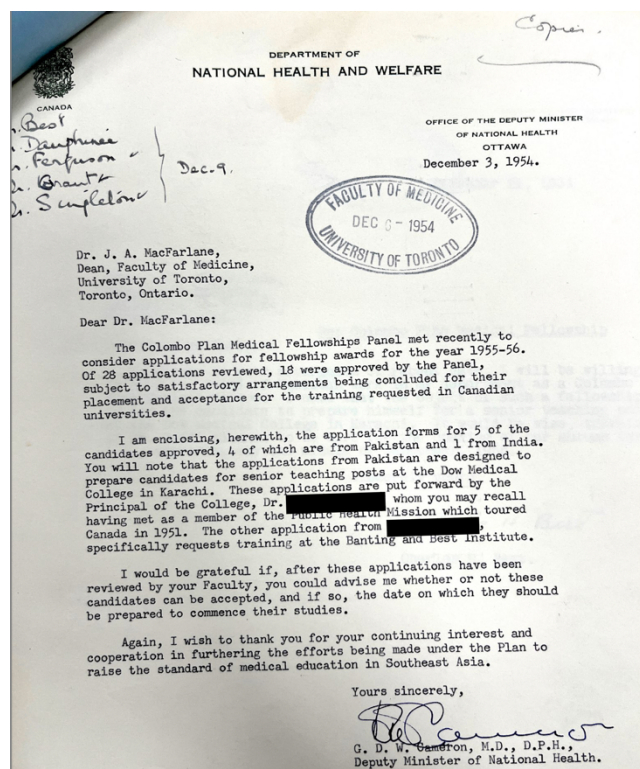 Copies.
DEPARTMENT OF
NATIONAL HEALTH AND WELFARE
CANADA
OFFICE OF THE DEPUTY MINISTER
OF NATIONAL HEALTH
OTTAWA
December 3, 1954.
Best
Dauphinee
Ferguson
Grant
Singleton
Dec. 9.
FACULTY OF MEDICINE
DEC 6 - 1954
UNIVERSITY OF TORONTO
Dr. J. A. MacFarlane,
Dean, Faculty of Medicine,
University of Toronto,
Toronto, Ontario.
Dear Dr. MacFarlane:
The Colombo Plan Medical Fellowships Panel met recently to
consider applications for fellowship awards for the year 1955-56.
Of 28 applications reviewed, 18 were approved by the Panel,
subject to satisfactory arrangements being concluded for their
placement and acceptance for the training requested in Canadian
universities.
I am enclosing, herewith, the application forms for 5 of the
candidates approved, 4 of which are from Pakistan and 1 from India.
You will note that the applications from Pakistan are designed to
prepare candidates for senior teaching posts at the Dow Medical
College in Karachi. These applications are put forward by the
Principal of the College, Dr. whom you may recall
having met as a member of the Public Health Mission which toured
Canada in 1951. The other application from ,
specifically requests training at the Banting and Best Institute.
I would be grateful if, after these applications have been
reviewed by your Faculty, you could advise me whether or not these
candidates can be accepted, and if so, the date on which they should
be prepared to commence their studies.
Again, I wish to thank you for your continuing interest and
cooperation in furthering the efforts being made under the Plan to
raise the standard of medical education in Southeast Asia.
Yours sincerely,
G. D. W. Cameron, M.D., D.P.H.,
Deputy Minister of National Health.